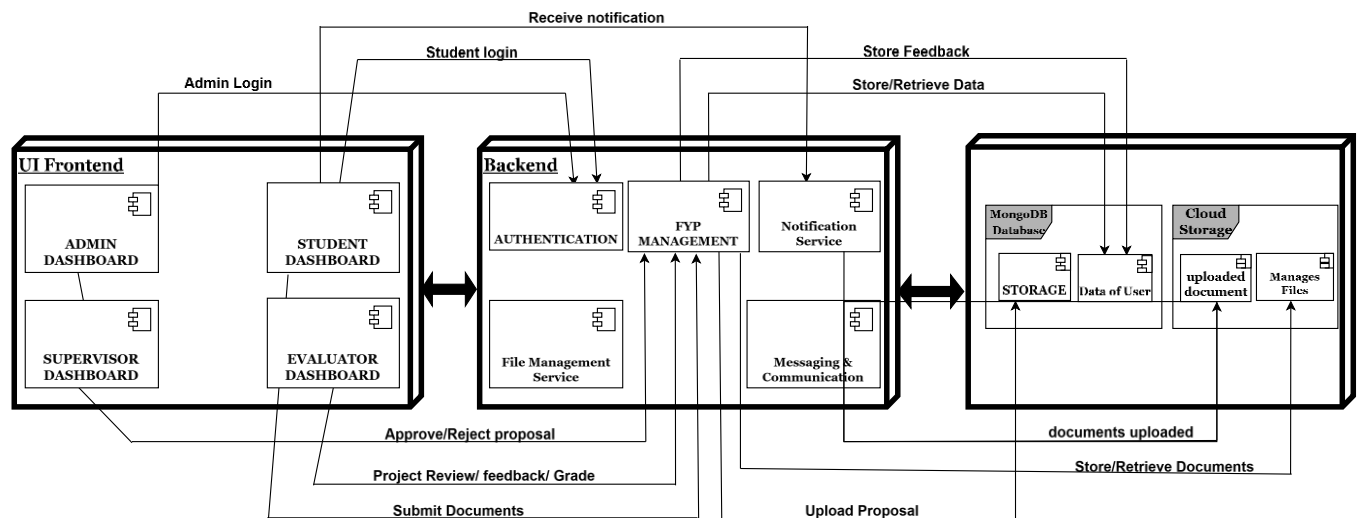 Receive notification
Student login
Store Feedback
Admin Login
Store/Retrieve Data
UI Frontend
ADMIN
DASHBOARD
STUDENT
DASHBOARD
SUPERVISOR
DASHBOARD
EVALUATOR
DASHBOARD
Backend
AUTHENTICATION
FYP
MANAGEMENT
Notification
Service
File Management
Service
Messaging &
Communication
MongoDB
Database
STORAGE
Data of User
Cloud
Storage
uploaded
document
Manages
Files
Approve/Reject proposal
documents uploaded
Project Review/ feedback/ Grade
Store/Retrieve Documents
Submit Documents
Upload Proposal